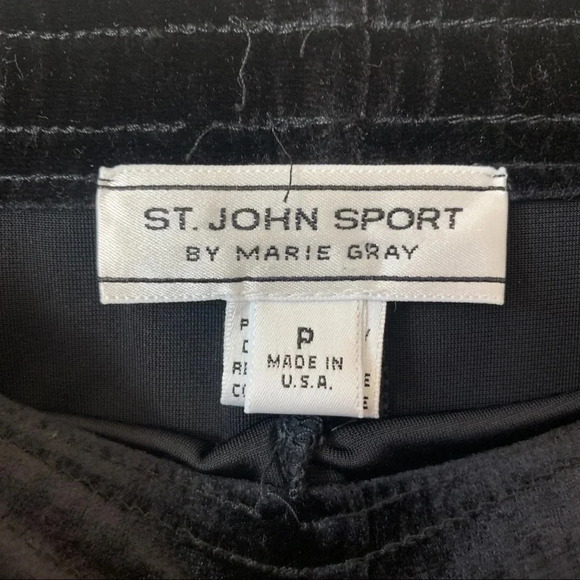 ST. JOHN SPORT
BY MARIE GRAY
P
MADE IN
U.S.A.